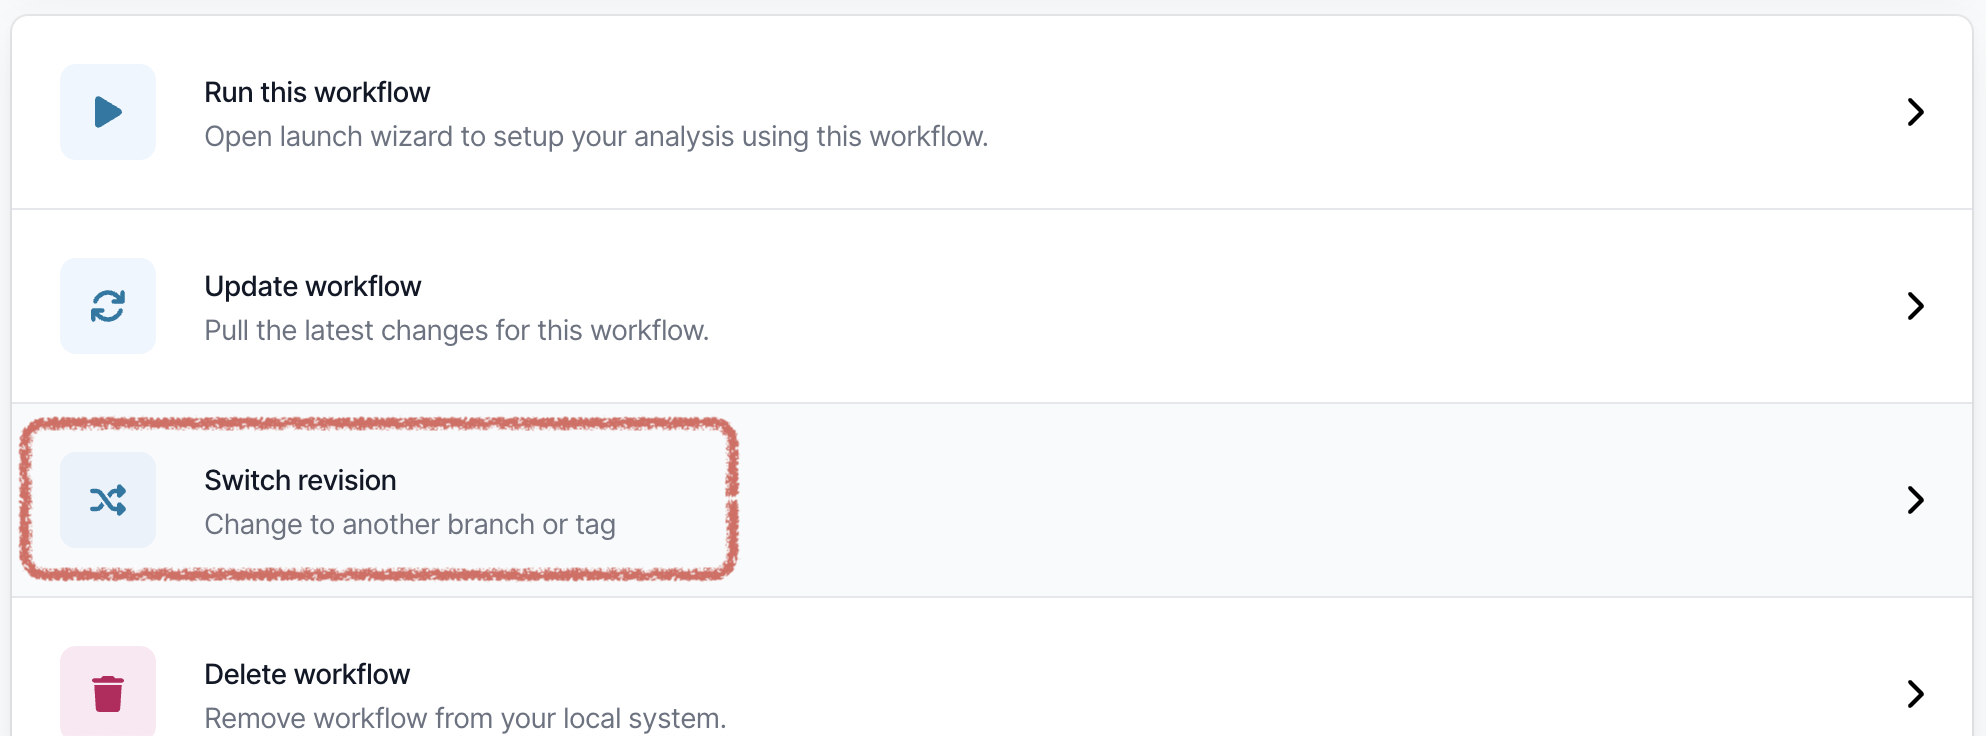 Run this workflow
Open launch wizard to setup your analysis using this workflow.
Update workflow
Pull the latest changes for this workflow.
Switch revision
Change to another branch or tag
Delete workflow
Remove workflow from your local system.